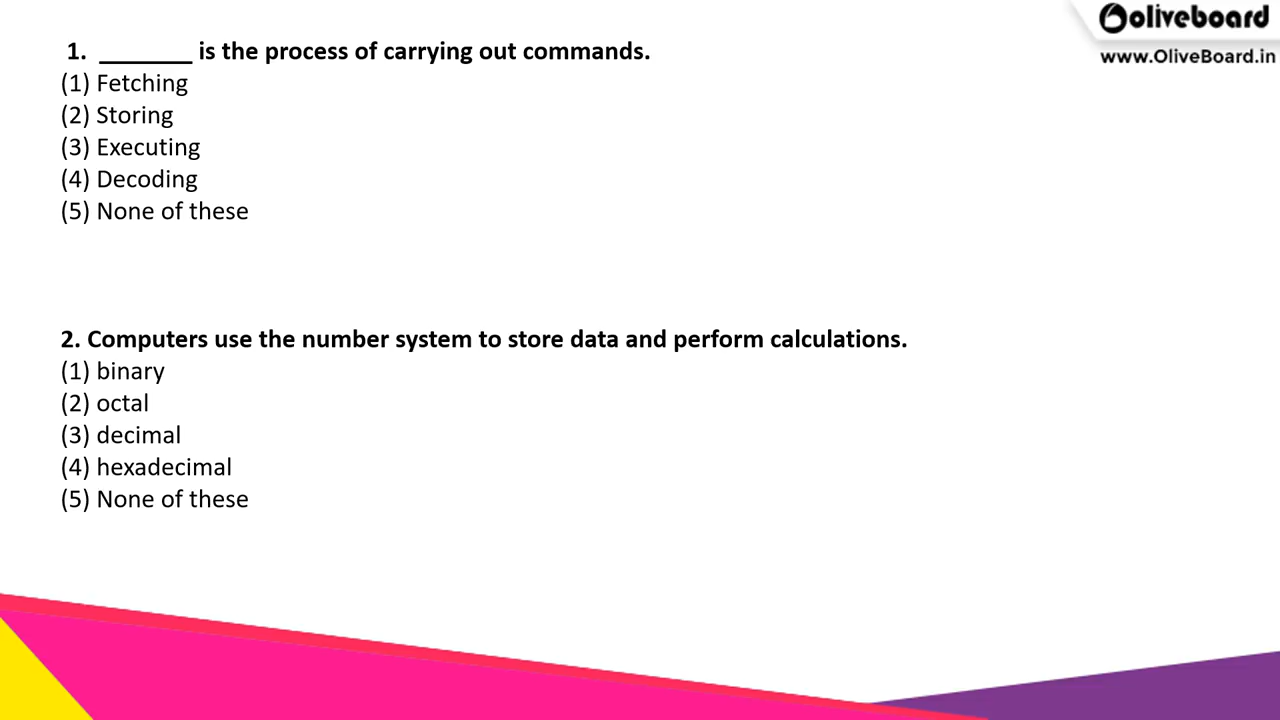 oliveboard
www.OliveBoard.in
1. _______ is the process of carrying out commands.
(1) Fetching
(2) Storing
(3) Executing
(4) Decoding
(5) None of these
2. Computers use the number system to store data and perform calculations.
(1) binary
(2) octal
(3) decimal
(4) hexadecimal
(5) None of these